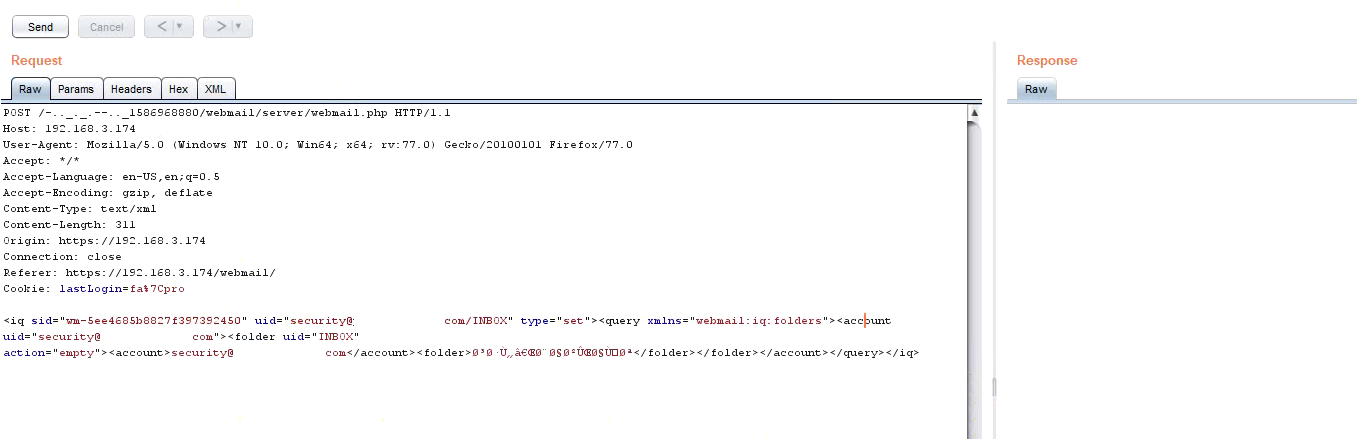 Send Cancel < >
Request Response
Raw Params Headers Hex XML Raw
POST /-.._._.--.._1586968880/webmail/server/webmail.php HTTP/1.1
Host: 192.168.3.174
User-Agent: Mozilla/5.0 (Windows NT 10.0; Win64; x64; rv:77.0) Gecko/20100101 Firefox/77.0
Accept: */*
Accept-Language: en-US,en;q=0.5
Accept-Encoding: gzip, deflate
Content-Type: text/xml
Content-Length: 311
Origin: https://192.168.3.174
Connection: close
Referer: https://192.168.3.174/webmail/
Cookie: lastLogin=fa%7Cpro
<iq sid="wm-5ee4685b8827f397392450" uid="security@ com/INBOX" type="set"><query xmlns="webmail:iq:folders"><account
uid="security@ com"><folder uid="INBOX"
action="empty"><account>security@ com</account><folder></folder></folder></account></query></iq>